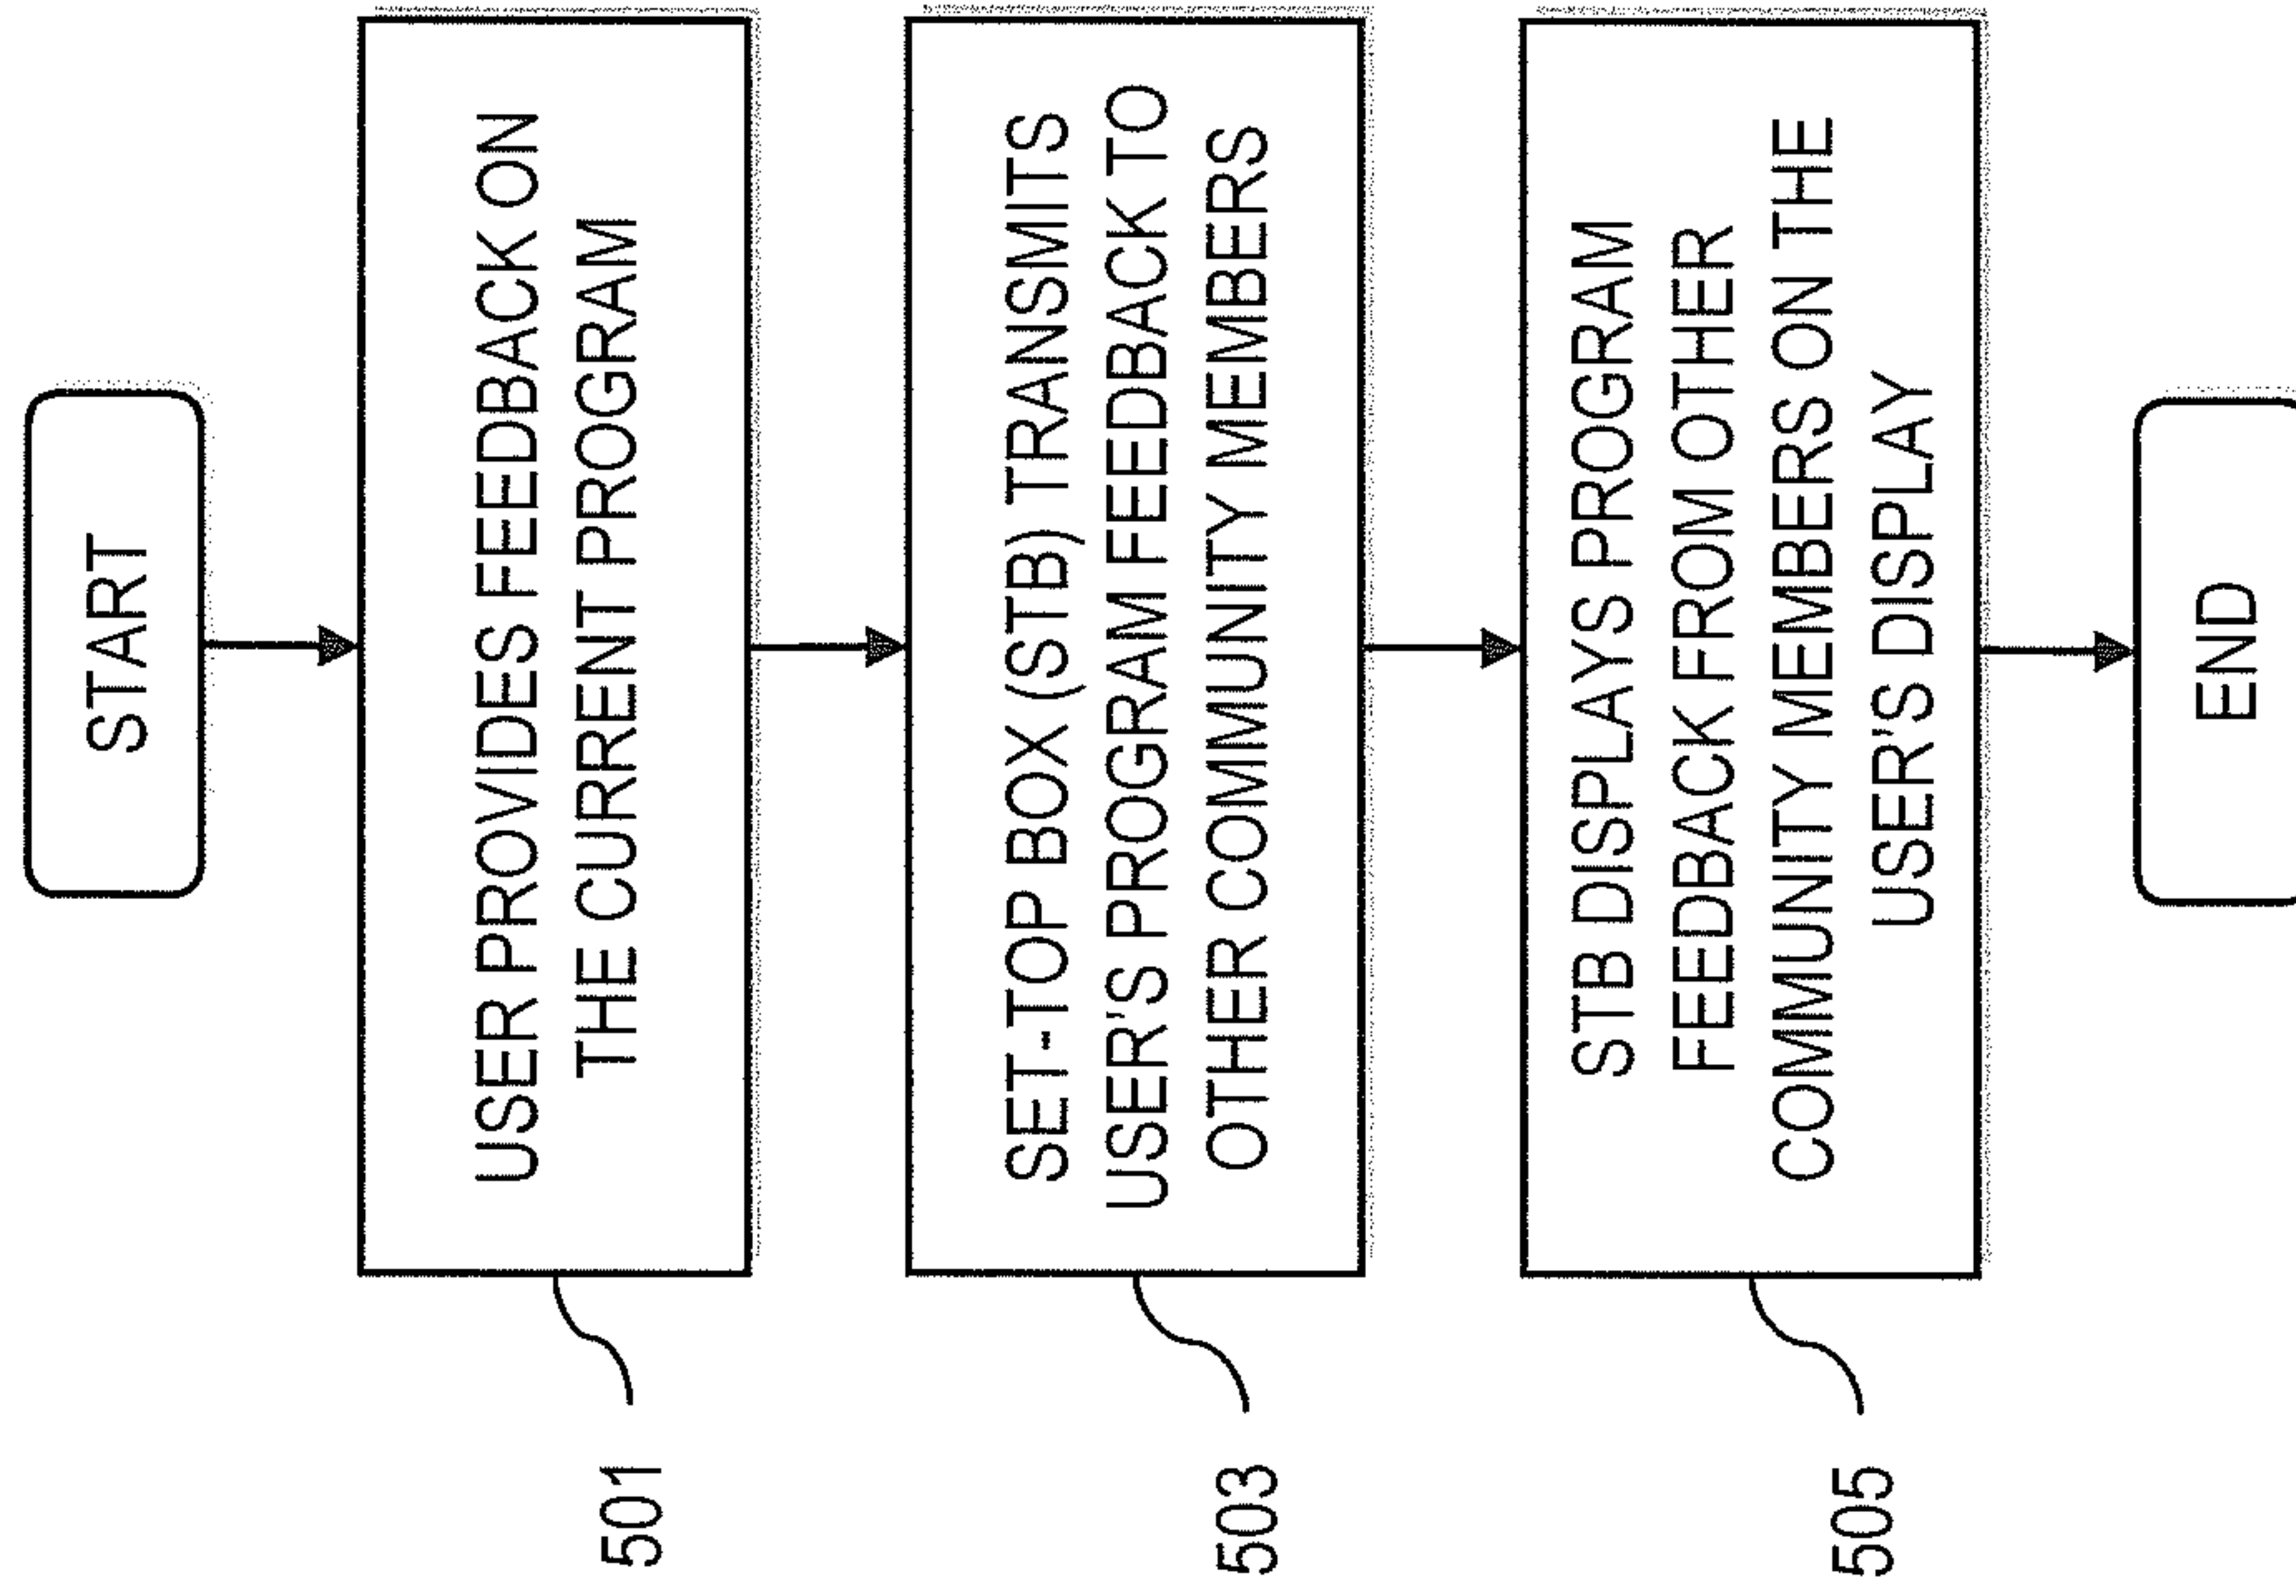 START
USER PROVIDES FEEDBACK ON
THE CURRENT PROGRAM
501
SET-TOP BOX (STB) TRANSMITS
USER'S PROGRAM FEEDBACK TO
OTHER COMMUNITY MEMBERS
503
STB DISPLAYS PROGRAM
FEEDBACK FROM OTHER
COMMUNITY MEMBERS ON THE
USER'S DISPLAY
505
END